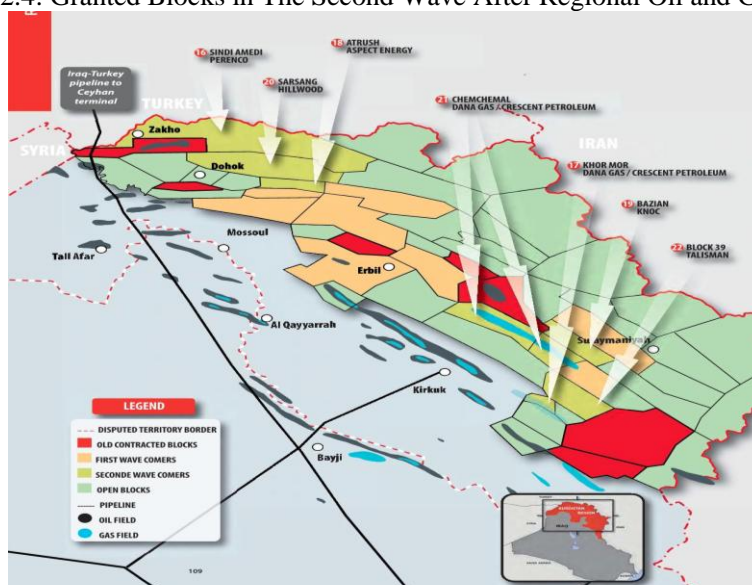 2.4: Granted Blocks in The Second Wave After Regional Oil and G
16 SINDI AMEDI
PERENCO
18 ATRUSH
ASPECT ENERGY
20 SARSANG
HILLWOOD
Iraq-Turkey
pipeline to
Ceyhan
terminal
21 CHEMCHEMAL
DANA GAS / CRESCENT PETROLEUM
TURKEY
Zakho
IRAN
SYRIA
17 KHOR MOR
DANA GAS / CRESCENT PETROLEUM
Dohok
19 BAZIAN
KNOC
22 BLOCK 39
TALISMAN
Mossoul
Tall Afar
Erbil
Al Qayyarrah
Sulaymaniyah
Kirkuk
LEGEND
DISPUTED TERRITORY BORDER
OLD CONTRACTED BLOCKS
FIRST WAVE COMERS
SECONDE WAVE COMERS
OPEN BLOCKS
PIPELINE
OIL FIELD
GAS FIELD
Bayji
109